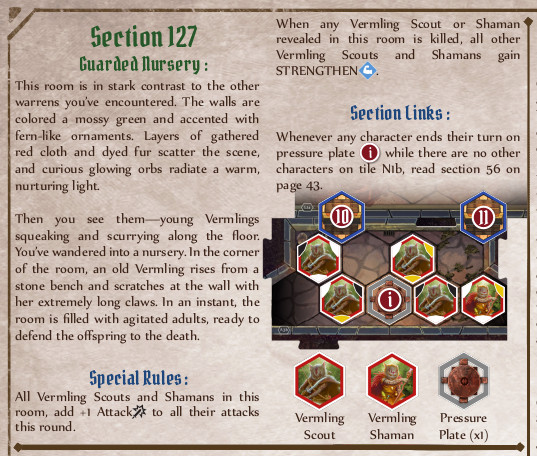 Section 127
Guarded Nursery:
This room is in stark contrast to the other
warrens you've encountered. The walls are
colored a mossy green and accented with
fern-like ornaments. Layers of gathered
red cloth and dyed fur scatter the scene,
and curious glowing orbs radiate a warm,
nurturing light.
Then you see them—young Vermlings
squeaking and scurrying along the floor.
You've wandered into a nursery. In the corner
of the room, an old Vermling rises from a
stone bench and scratches at the wall with
her extremely long claws. In an instant, the
room is filled with agitated adults, ready to
defend the offspring to the death.
Special Rules:
All Vermling Scouts and Shamans in this
room, add +1 Attack to all their attacks
this round.
When any Vermling Scout or Shaman
revealed in this room is killed, all other
Vermling Scouts and Shamans gain
STRENGTHEN.
Section Links:
Whenever any character ends their turn on
pressure plate i while there are no other
characters on tile N1b, read section 56 on
page 43.
10
11
i
Vermling
Scout
Vermling
Shaman
Pressure
Plate (x1)